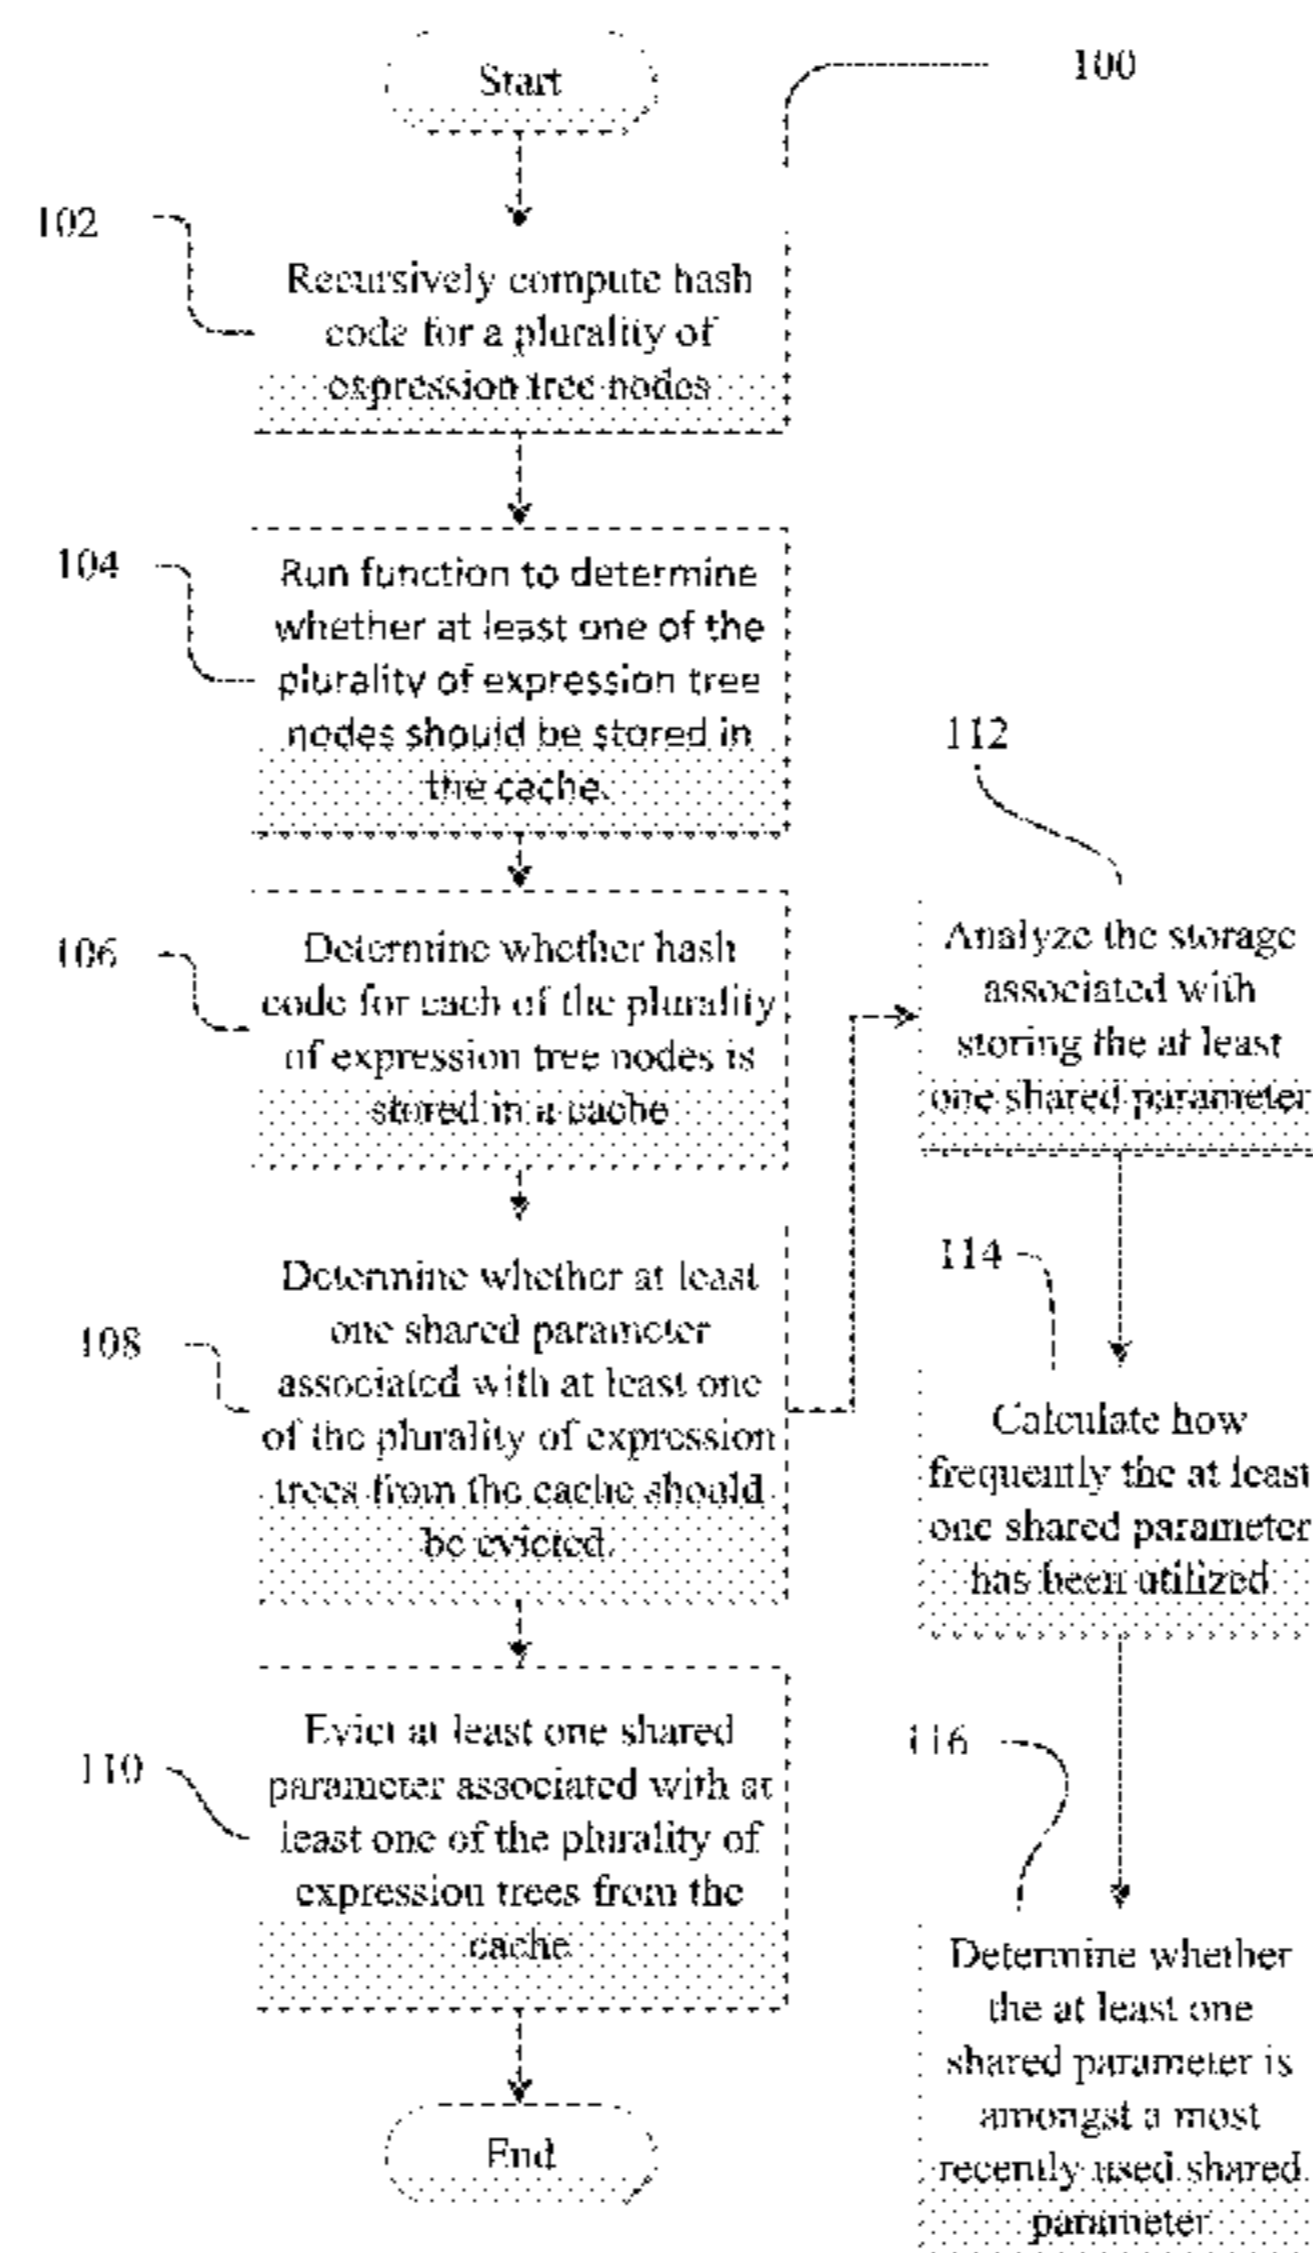 Start
100
102
Recursively compute hash
code for a plurality of
expression tree nodes
104
Run function to determine
whether at least one of the
plurality of expression tree
nodes should be stored in
the cache.
106
Determine whether hash
code for each of the plurality
of expression tree nodes is
stored in a cache
108
Determine whether at least
one shared parameter
associated with at least one
of the plurality of expression
trees from the cache should
be evicted.
110
Evict at least one shared
parameter associated with at
least one of the plurality of
expression trees from the
cache
End
112
Analyze the storage
associated with
storing the at least
one shared parameter
114
Calculate how
frequently the at least
one shared parameter
has been utilized
116
Determine whether
the at least one
shared parameter is
amongst a most
recently used shared
parameter